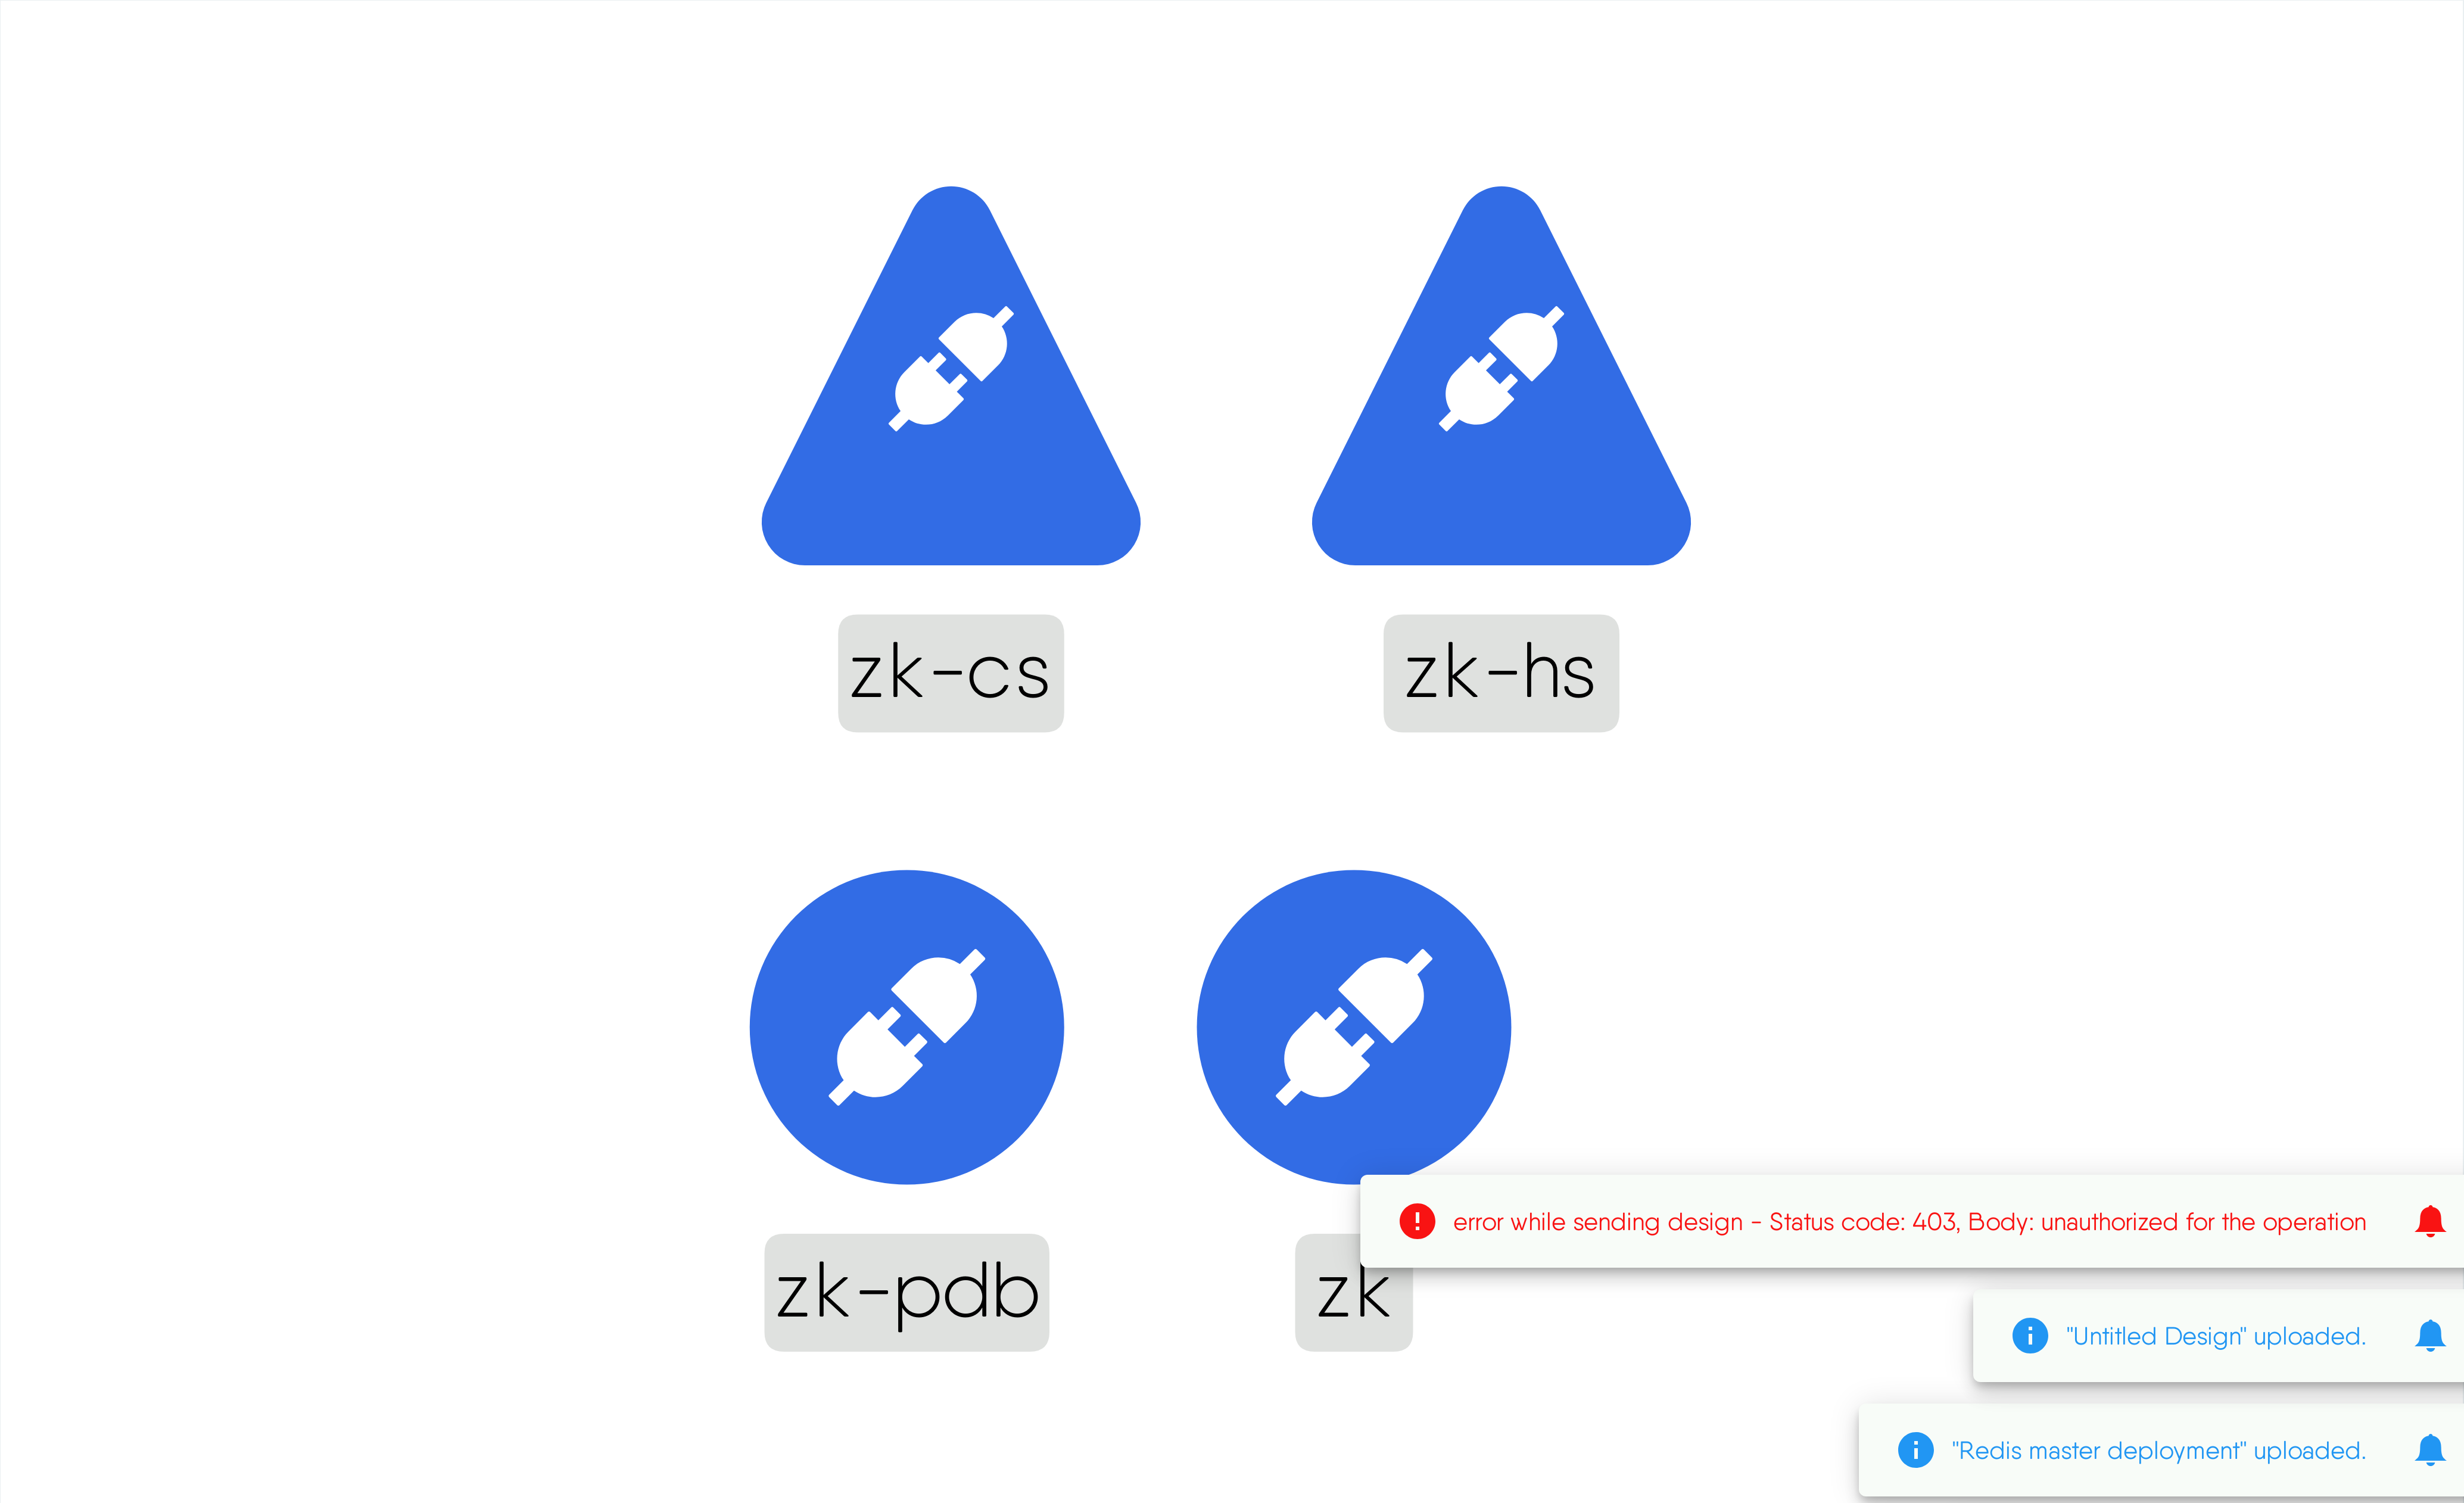 zk-cs
zk-hs
zk-pdb
zk
error while sending design - Status code: 403, Body: unauthorized for the operation
"Untitled Design" uploaded.
"Redis master deployment" uploaded.